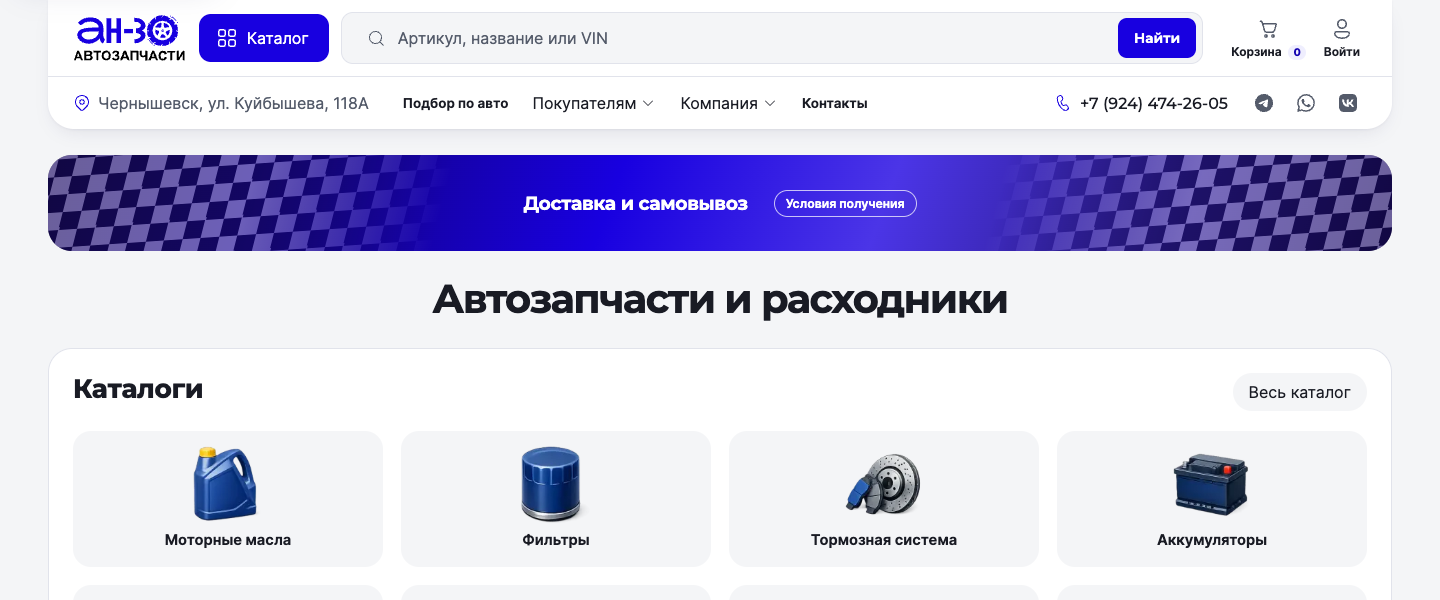 АН-ЗО
АВТОЗАПЧАСТИ
Каталог
Артикул, название или VIN
Найти
Корзина 0
Войти
Чернышевск, ул. Куйбышева, 118А
Подбор по авто
Покупателям
Компания
Контакты
+7 (924) 474-26-05
Доставка и самовывоз
Условия получения
Автозапчасти и расходники
Каталоги
Весь каталог
Моторные масла
Фильтры
Тормозная система
Аккумуляторы